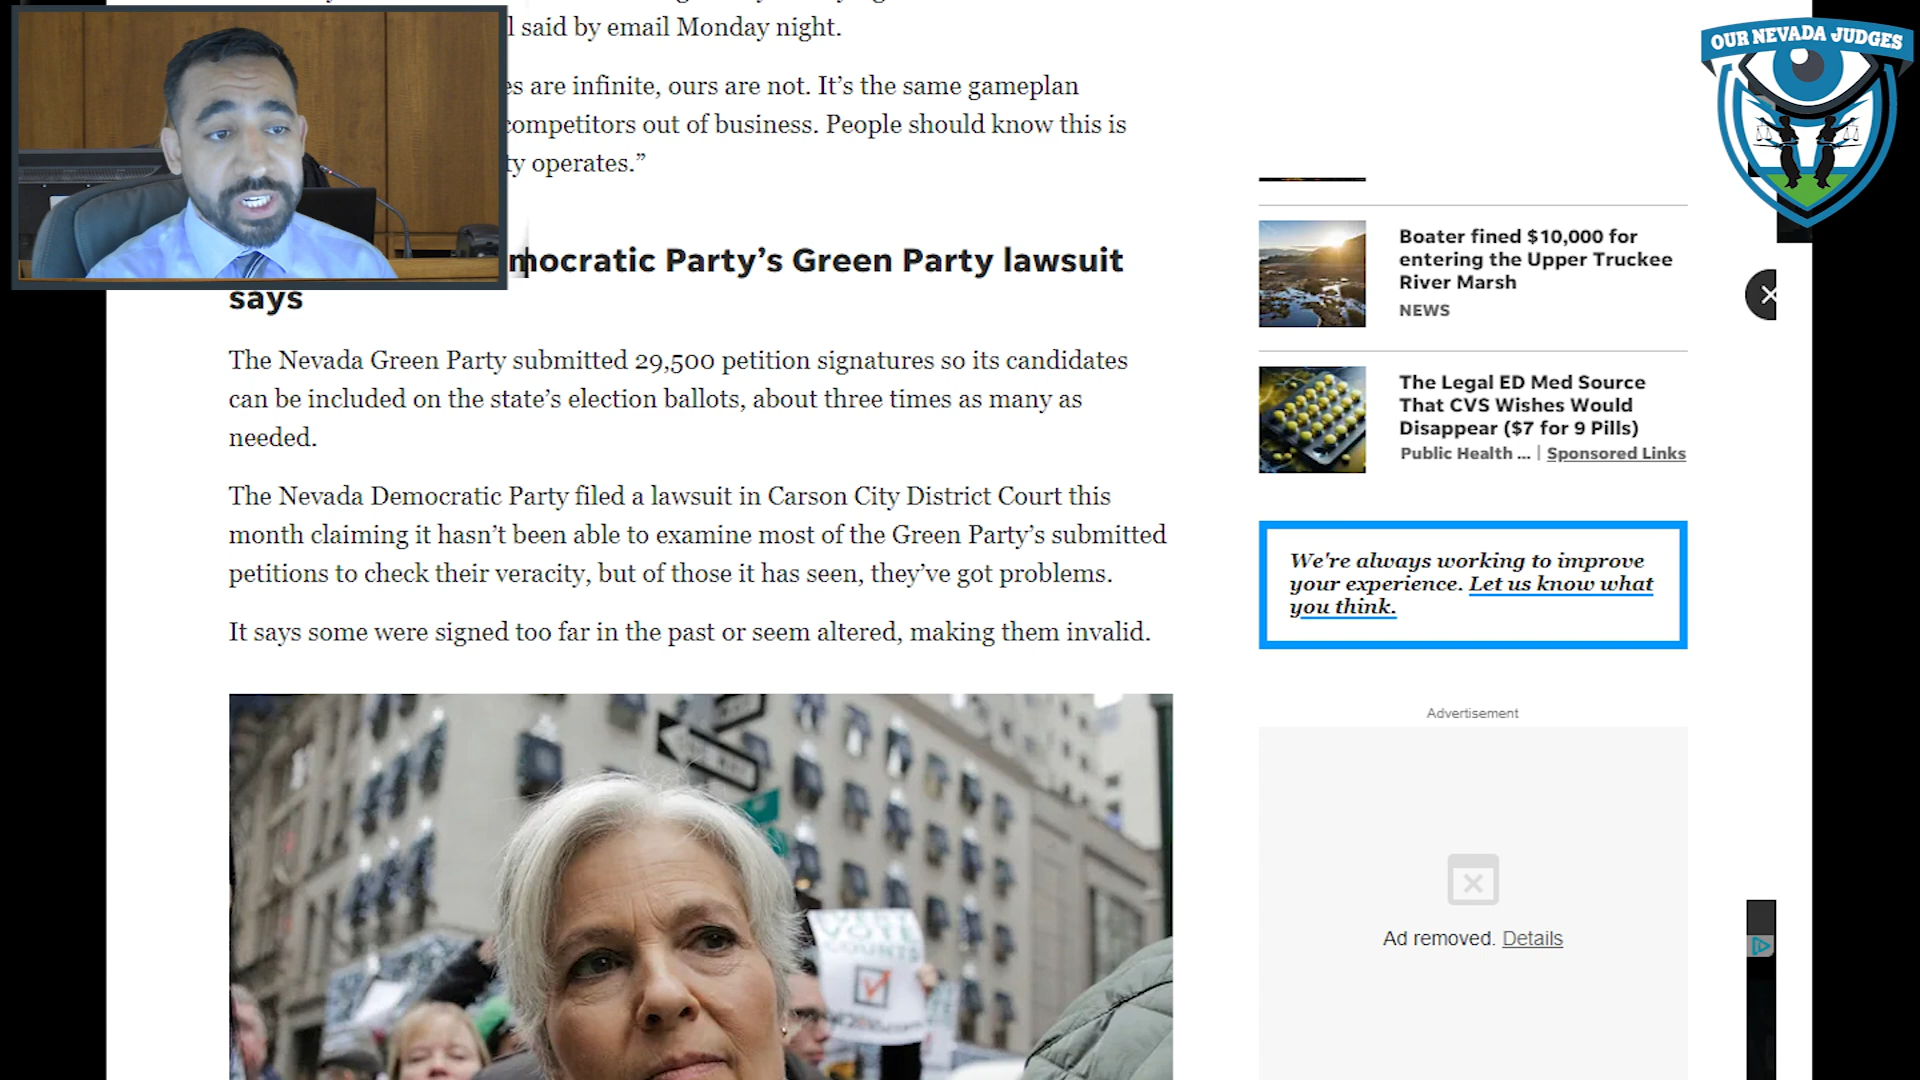 l said by email Monday night.
es are infinite, ours are not. It’s the same gameplan
competitors out of business. People should know this is
ty operates.”
mocratic Party’s Green Party lawsuit
says
The Nevada Green Party submitted 29,500 petition signatures so its candidates
can be included on the state’s election ballots, about three times as many as
needed.
The Nevada Democratic Party filed a lawsuit in Carson City District Court this
month claiming it hasn’t been able to examine most of the Green Party’s submitted
petitions to check their veracity, but of those it has seen, they’ve got problems.
It says some were signed too far in the past or seem altered, making them invalid.
VOTE
COUNTS
OUR NEVADA JUDGES
Boater fined $10,000 for
entering the Upper Truckee
River Marsh
NEWS
The Legal ED Med Source
That CVS Wishes Would
Disappear ($7 for 9 Pills)
Public Health ... | Sponsored Links
We're always working to improve
your experience. Let us know what
you think.
Advertisement
Ad removed. Details